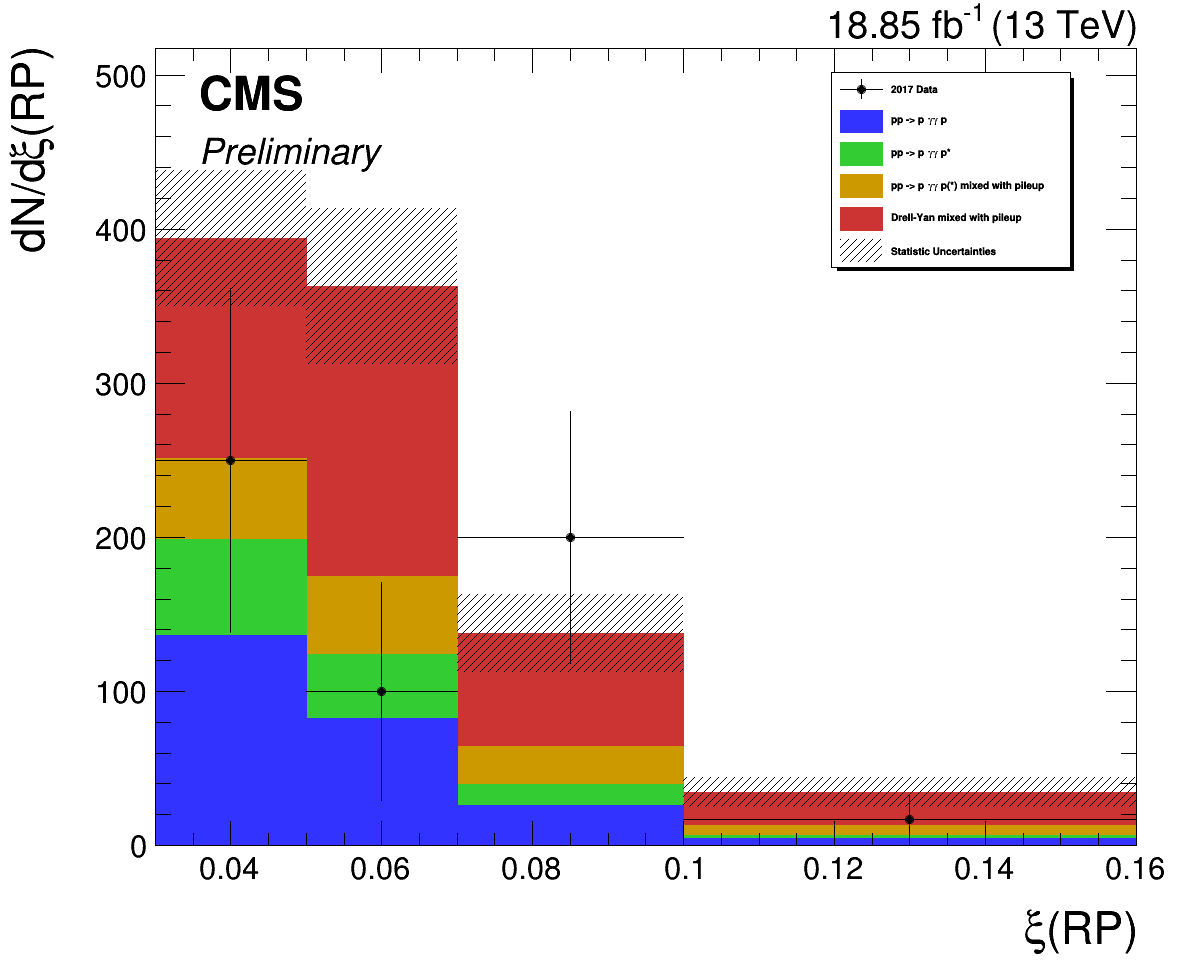 18.85 fb⁻¹ (13 TeV)
dN/dξ(RP)
CMS
Preliminary
2017 Data
pp -> p γγ p
pp -> p γγ p*
pp -> p γγ p(*) mixed with pileup
Drell-Yan mixed with pileup
Statistic Uncertainties
500
400
300
200
100
0
0.04 0.06 0.08 0.1 0.12 0.14 0.16
ξ(RP)